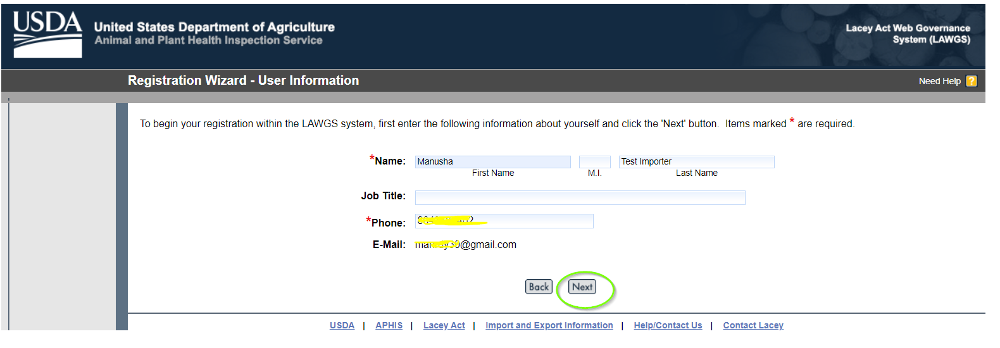 USDA
United States Department of Agriculture
Animal and Plant Health Inspection Service
Lacey Act Web Governance
System (LAWGS)
Registration Wizard - User Information
Need Help ?
To begin your registration within the LAWGS system, first enter the following information about yourself and click the 'Next' button. Items marked * are required.
*Name: Manusha Test Importer
First Name M.I. Last Name
Job Title:
*Phone:
E-Mail: @gmail.com
Back Next
USDA | APHIS | Lacey Act | Import and Export Information | Help/Contact Us | Contact Lacey